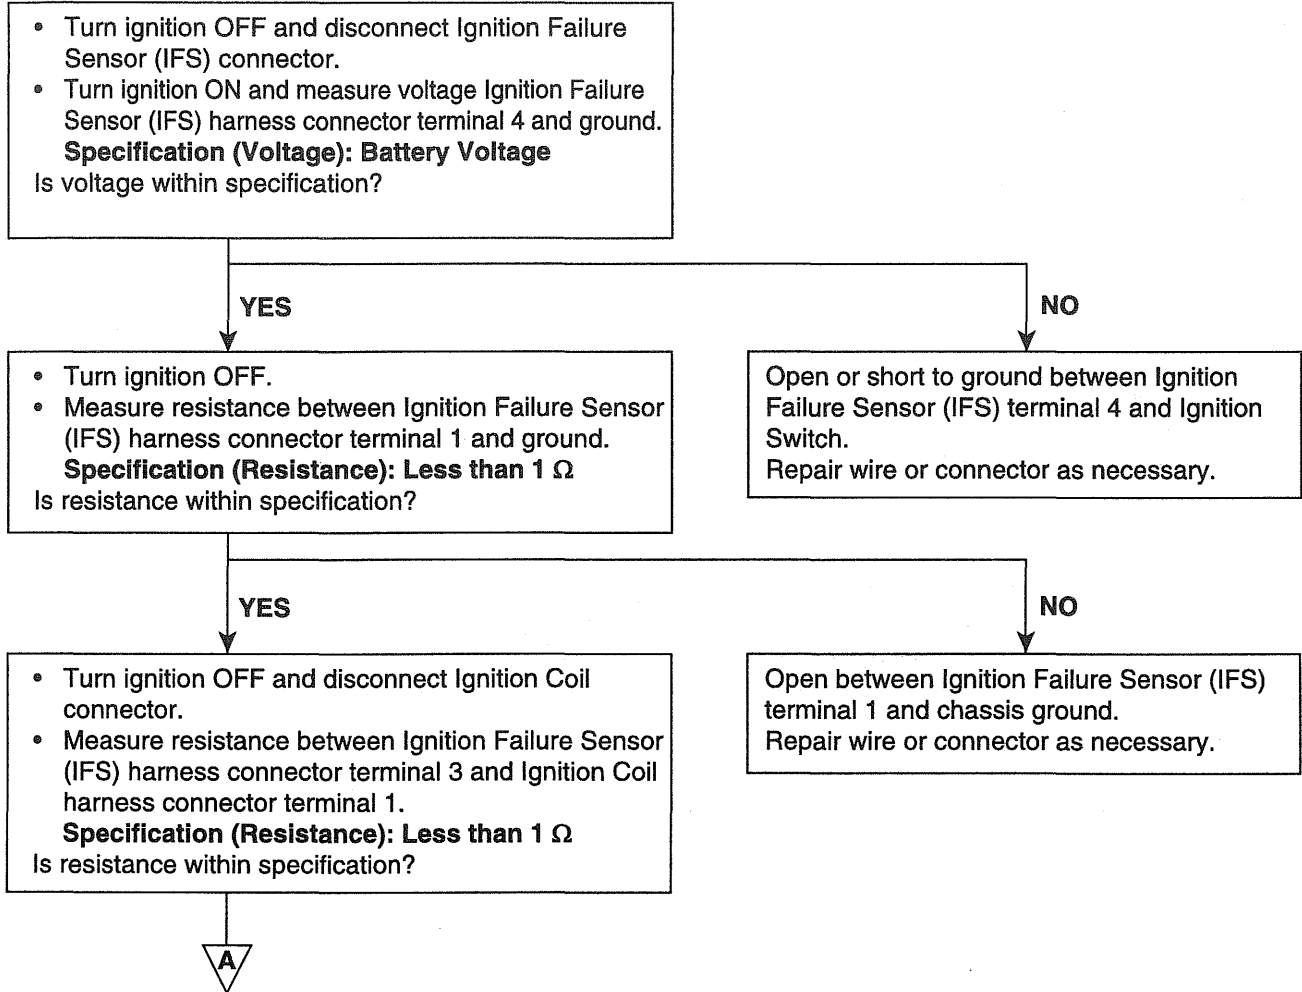 • Turn ignition OFF and disconnect Ignition Failure
Sensor (IFS) connector.
• Turn ignition ON and measure voltage Ignition Failure
Sensor (IFS) harness connector terminal 4 and ground.
Specification (Voltage): Battery Voltage
Is voltage within specification?
YES
NO
• Turn ignition OFF.
• Measure resistance between Ignition Failure Sensor
(IFS) harness connector terminal 1 and ground.
Specification (Resistance): Less than 1 Ω
Is resistance within specification?
Open or short to ground between Ignition
Failure Sensor (IFS) terminal 4 and Ignition
Switch.
Repair wire or connector as necessary.
YES
NO
• Turn ignition OFF and disconnect Ignition Coil
connector.
• Measure resistance between Ignition Failure Sensor
(IFS) harness connector terminal 3 and Ignition Coil
harness connector terminal 1.
Specification (Resistance): Less than 1 Ω
Is resistance within specification?
Open between Ignition Failure Sensor (IFS)
terminal 1 and chassis ground.
Repair wire or connector as necessary.
A